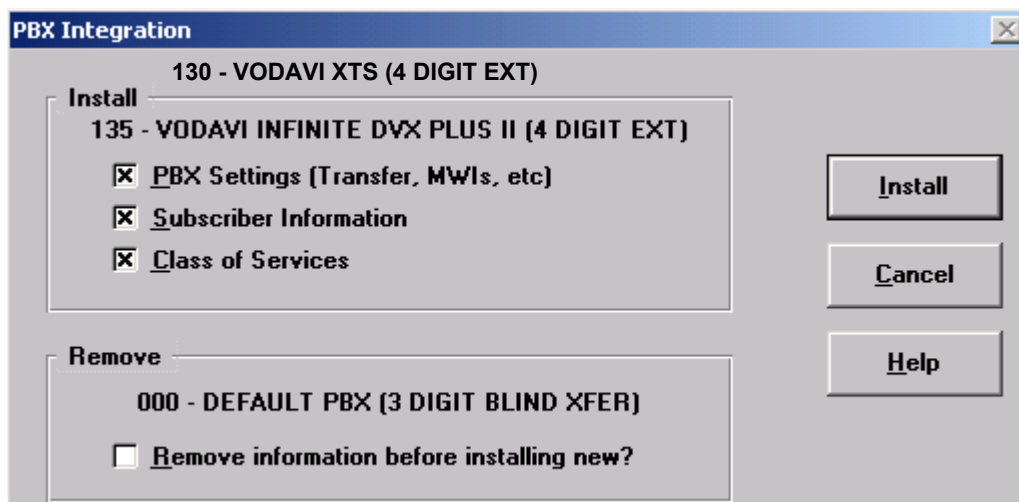 PBX Integration
130 - VODAVI XTS (4 DIGIT EXT)
Install
135 - VODAVI INFINITE DVX PLUS II (4 DIGIT EXT)
PBX Settings (Transfer, MWIs, etc)
Subscriber Information
Class of Services
Install
Cancel
Help
Remove
000 - DEFAULT PBX (3 DIGIT BLIND XFER)
Remove information before installing new?